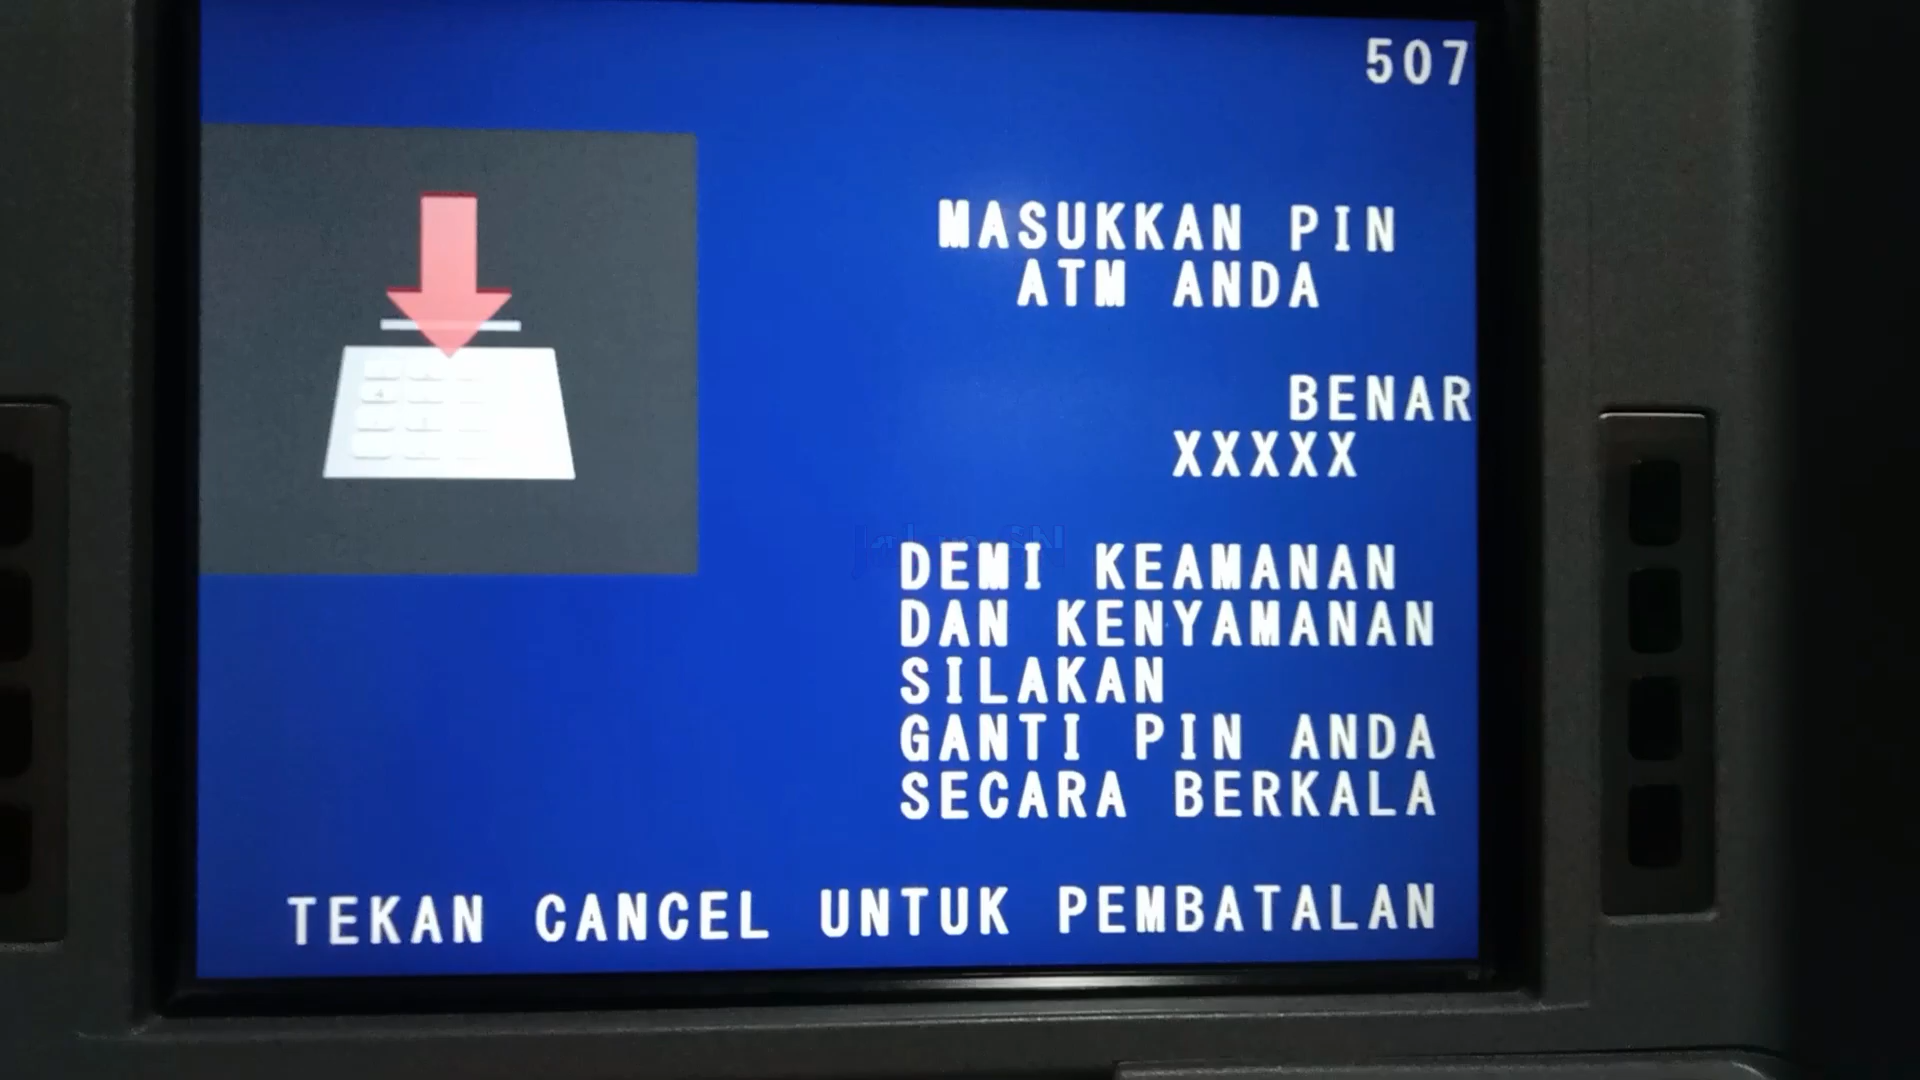 507
MASUKKAN PIN
ATM ANDA
BENAR
XXXXX
DEMI KEAMANAN
DAN KENYAMANAN
SILAKAN
GANTI PIN ANDA
SECARA BERKALA
TEKAN CANCEL UNTUK PEMBATALAN